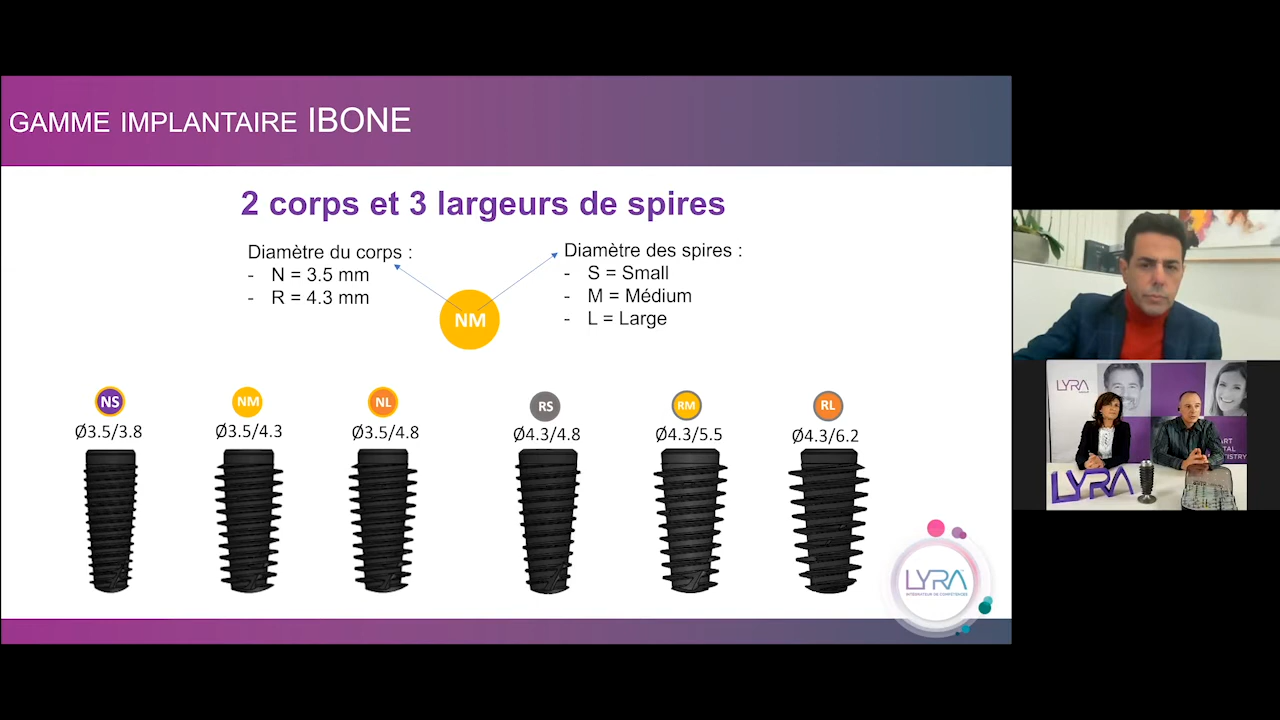 GAMME IMPLANTAIRE IBONE
2 corps et 3 largeurs de spires
Diamètre du corps :
- N = 3.5 mm
- R = 4.3 mm
Diamètre des spires :
- S = Small
- M = Médium
- L = Large
NM
NS
Ø3.5/3.8
NM
Ø3.5/4.3
NL
Ø3.5/4.8
RS
Ø4.3/4.8
RM
Ø4.3/5.5
RL
Ø4.3/6.2
LYRA
INTÉGRATEUR DE COMPÉTENCES
LYRA
LYRA